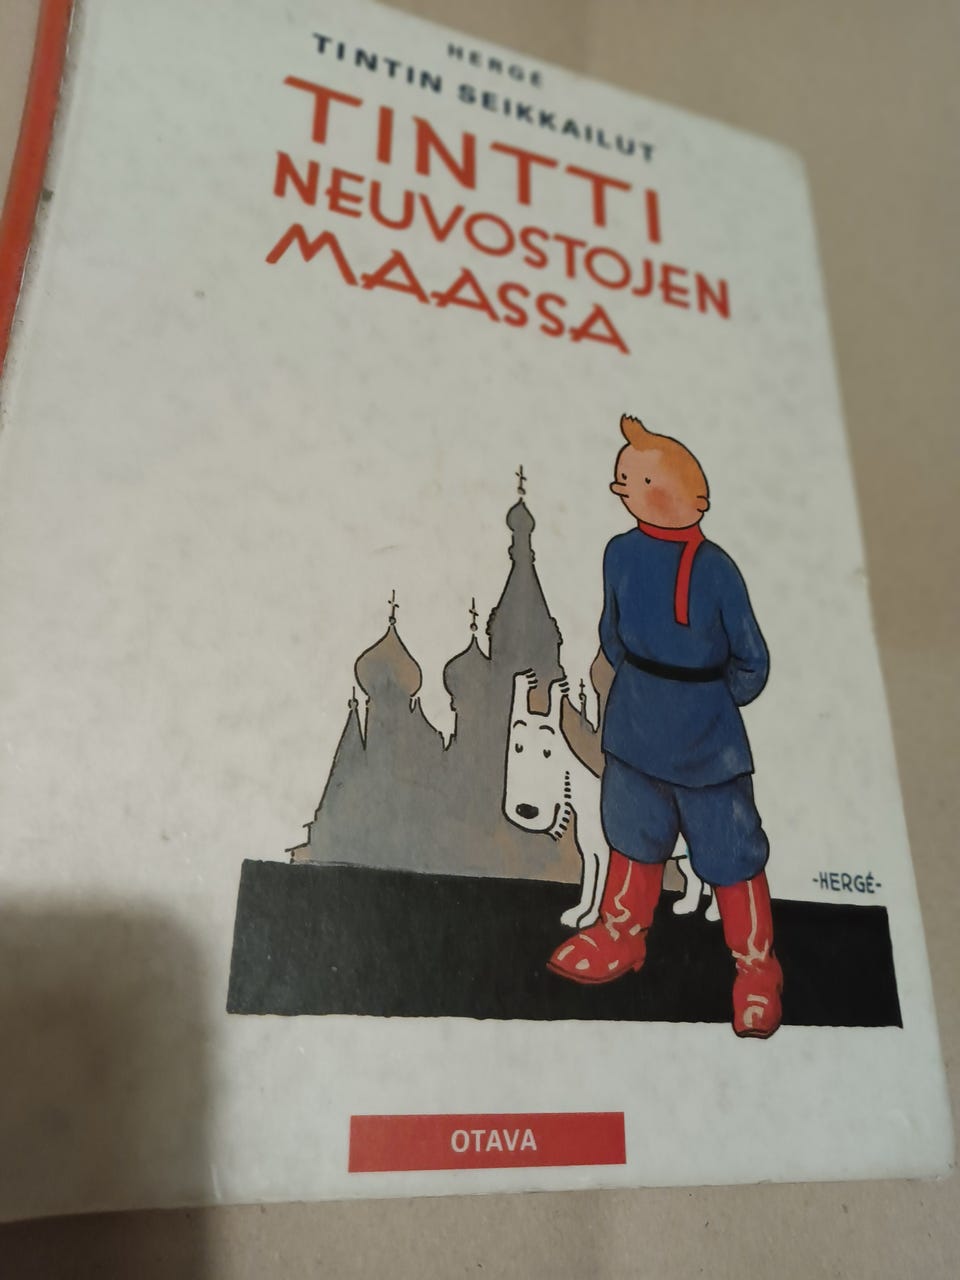 HERGÉ
TINTIN SEIKKAILUT
TINTTI
NEUVOSTOJEN
MAASSA
-HERGÉ-
OTAVA